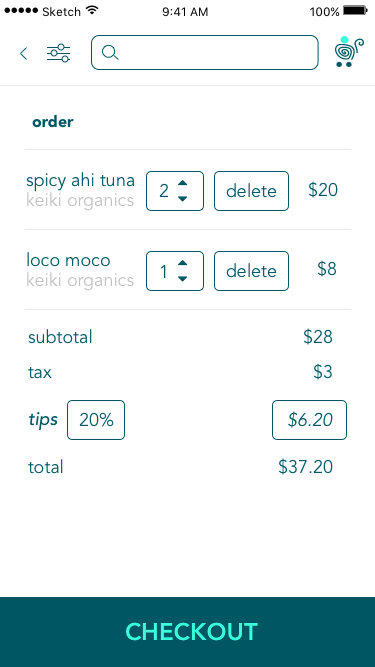 Sketch 9:41 AM 100%
order
spicy ahi tuna 2 delete $20
keiki organics
loco moco 1 delete $8
keiki organics
subtotal $28
tax $3
tips 20% $6.20
total $37.20
CHECKOUT